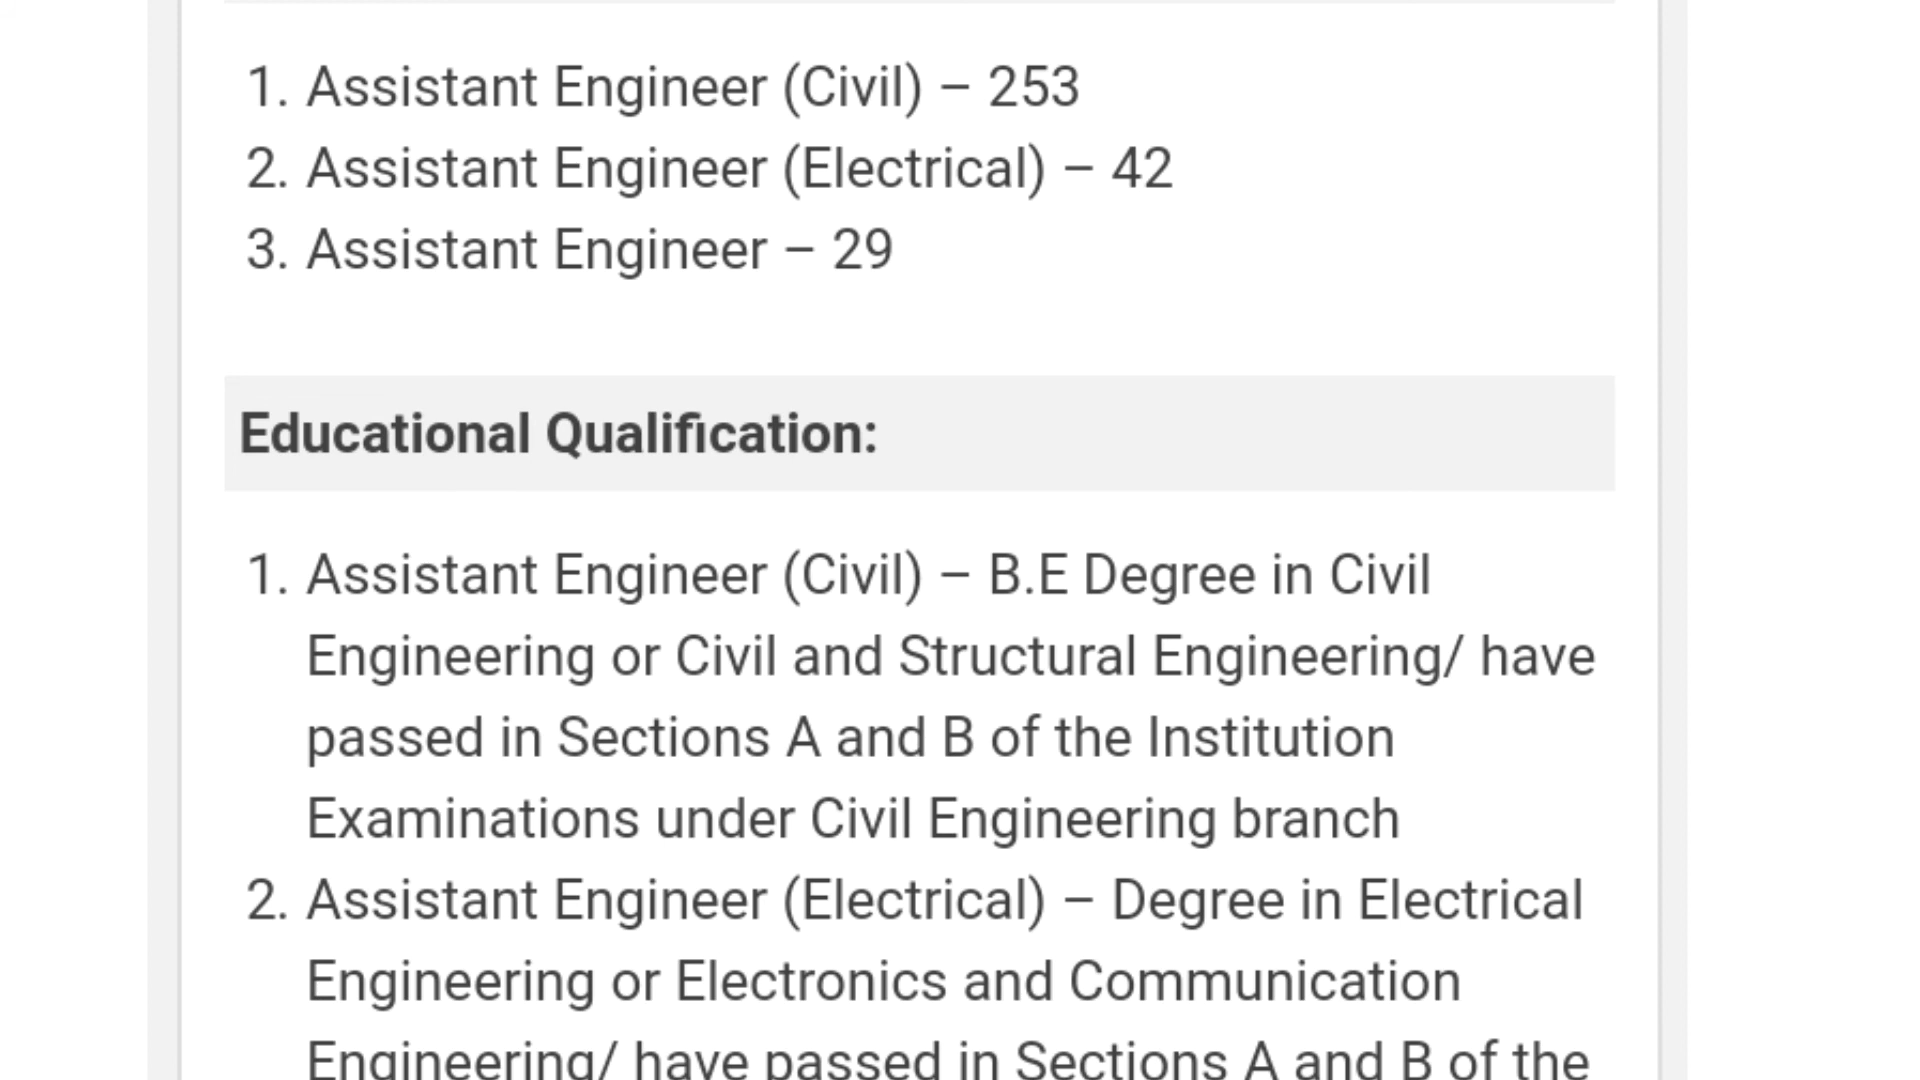 1. Assistant Engineer (Civil) – 253
2. Assistant Engineer (Electrical) – 42
3. Assistant Engineer – 29
Educational Qualification:
1. Assistant Engineer (Civil) – B.E Degree in Civil
Engineering or Civil and Structural Engineering/ have
passed in Sections A and B of the Institution
Examinations under Civil Engineering branch
2. Assistant Engineer (Electrical) – Degree in Electrical
Engineering or Electronics and Communication
Engineering/ have passed in Sections A and B of the